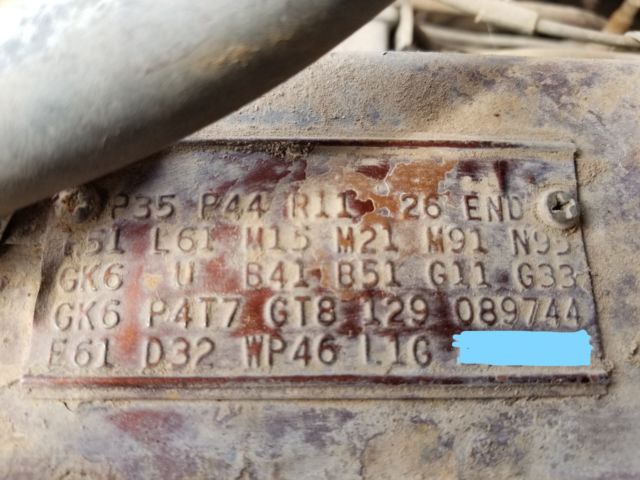 P35 P44 R11 26 END
L61 M15 M21 M91 N95
GK6 U B41 B51 G11 G33
GK6 P4T7 GT8 129 089744
E61 D32 WP46 L1G